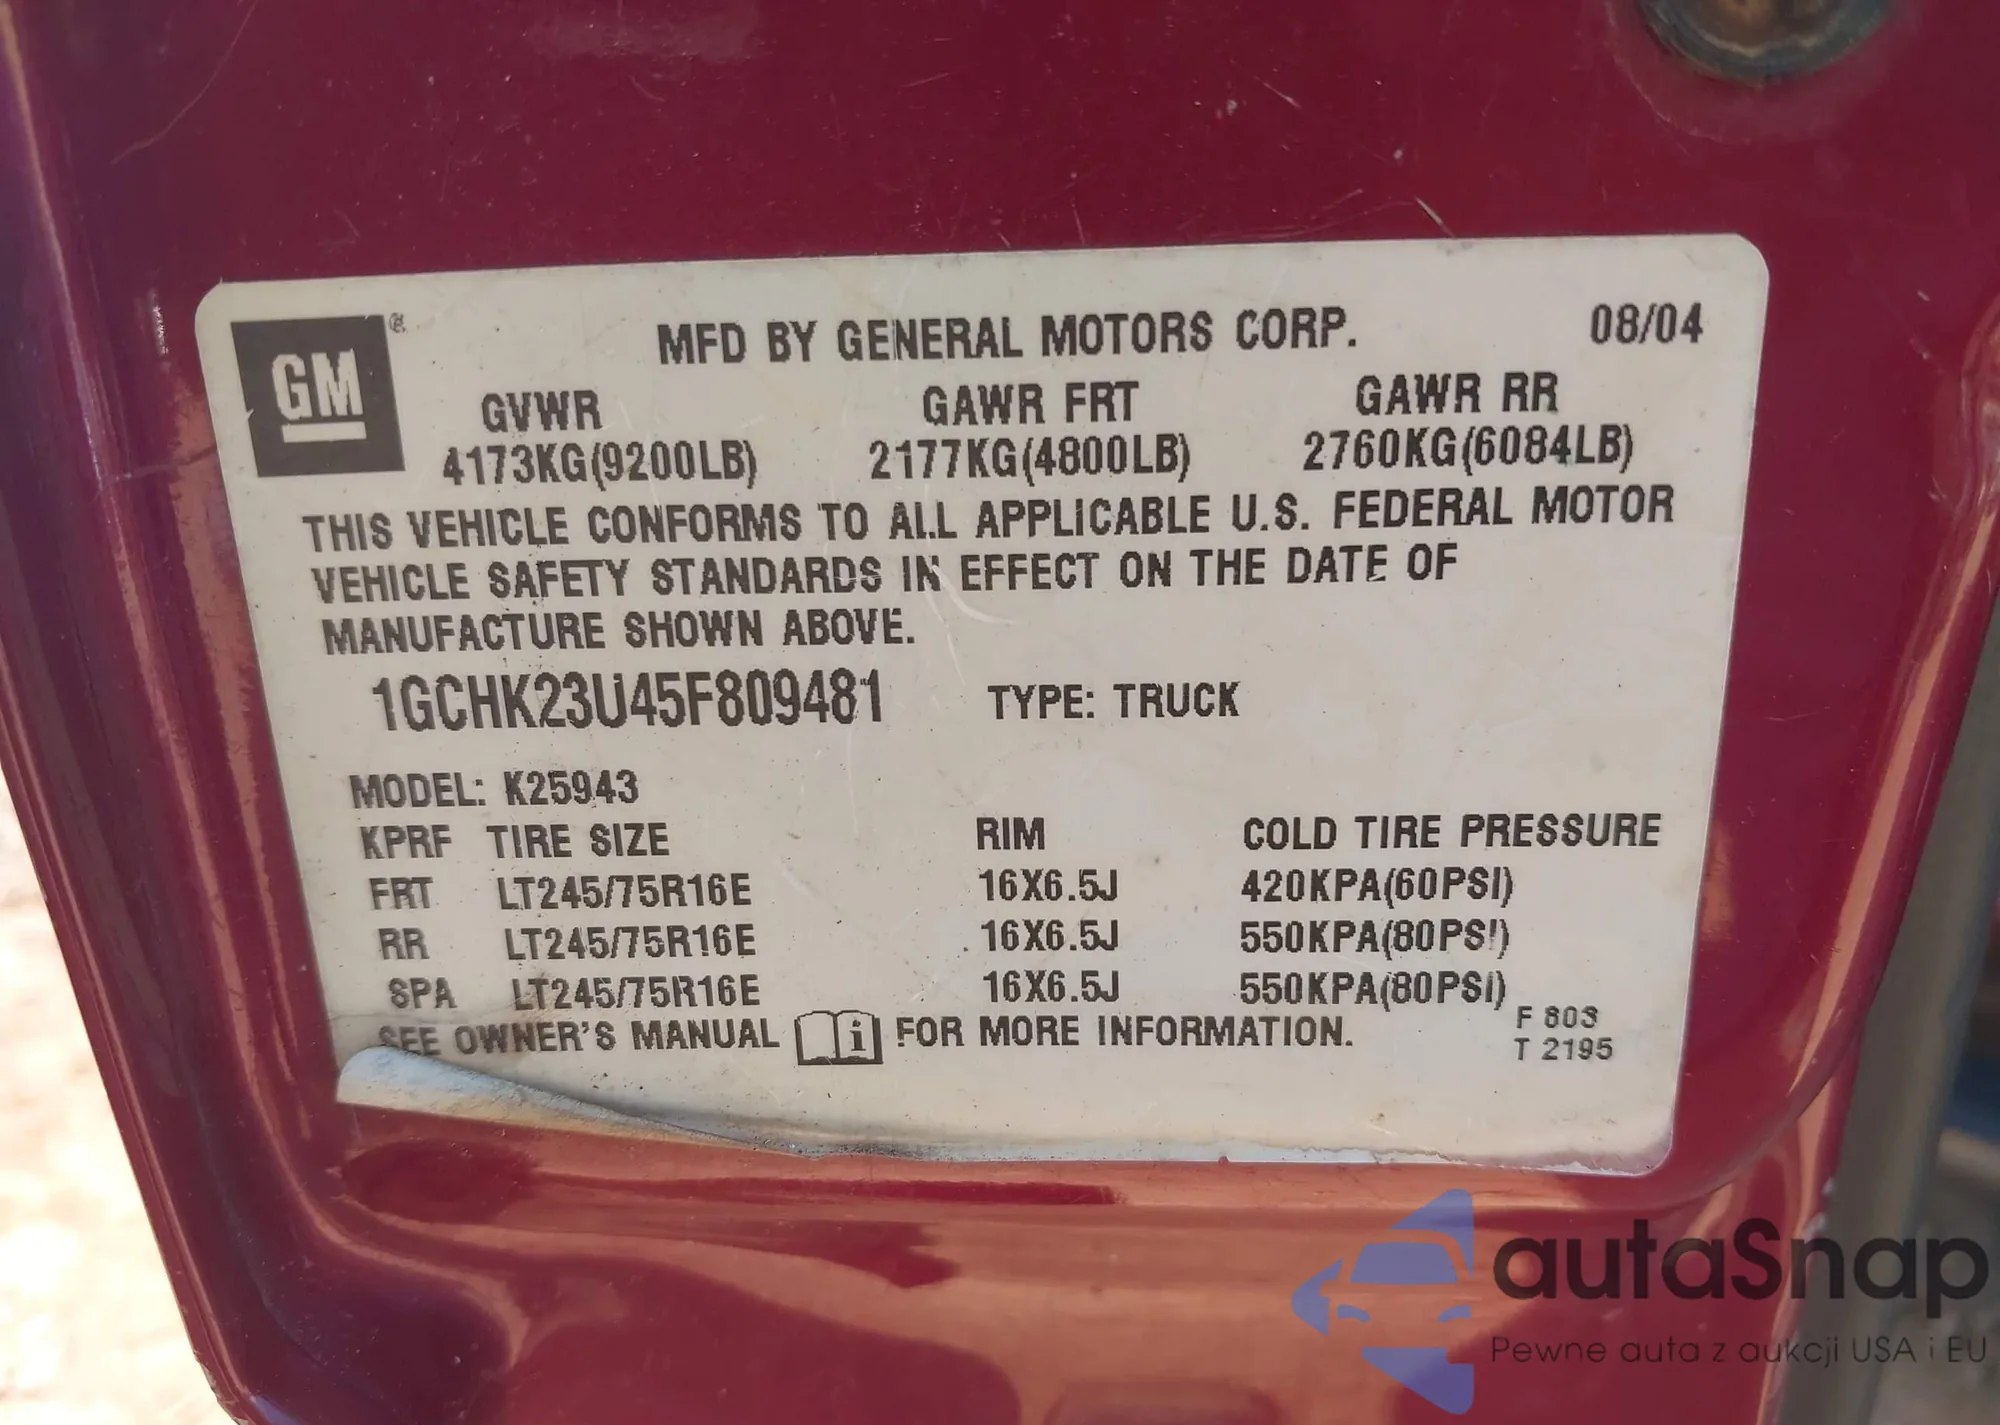 GM ®
MFD BY GENERAL MOTORS CORP. 08/04
GVWR GAWR FRT GAWR RR
4173KG(9200LB) 2177KG(4800LB) 2760KG(6084LB)
THIS VEHICLE CONFORMS TO ALL APPLICABLE U.S. FEDERAL MOTOR
VEHICLE SAFETY STANDARDS IN EFFECT ON THE DATE OF
MANUFACTURE SHOWN ABOVE.
1GCHK23U45F809481 TYPE: TRUCK
MODEL: K25943
KPRF TIRE SIZE RIM COLD TIRE PRESSURE
FRT LT245/75R16E 16X6.5J 420KPA(60PSI)
RR LT245/75R16E 16X6.5J 550KPA(80PSI)
SPA LT245/75R16E 16X6.5J 550KPA(80PSI)
SEE OWNER'S MANUAL i FOR MORE INFORMATION.
F 803
T 2195
autaSnap
Pewne auta z aukcji USA i EU